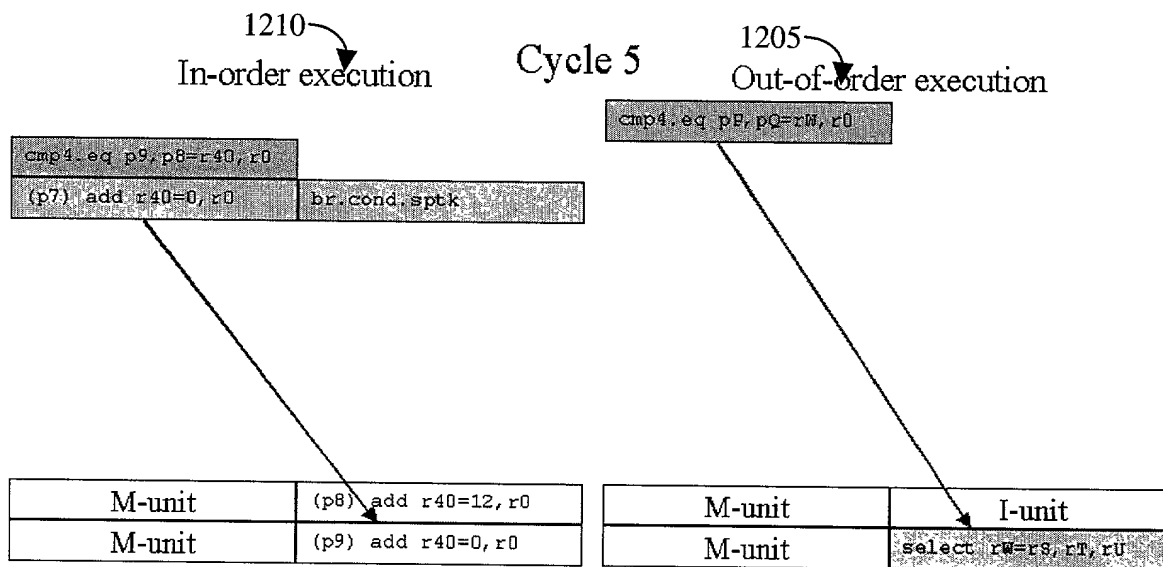 1210
In-order execution
Cycle 5
1205
Out-of-order execution
cmp4.eq p9,p8=r40,r0
(p7) add r40=0,r0
br.cond.sptk
cmp4.eq pP,pQ=rW,r0
M-unit
(p8) add r40=12,r0
M-unit
(p9) add r40=0,r0
M-unit
I-unit
M-unit
select rW=rS,rT,rU